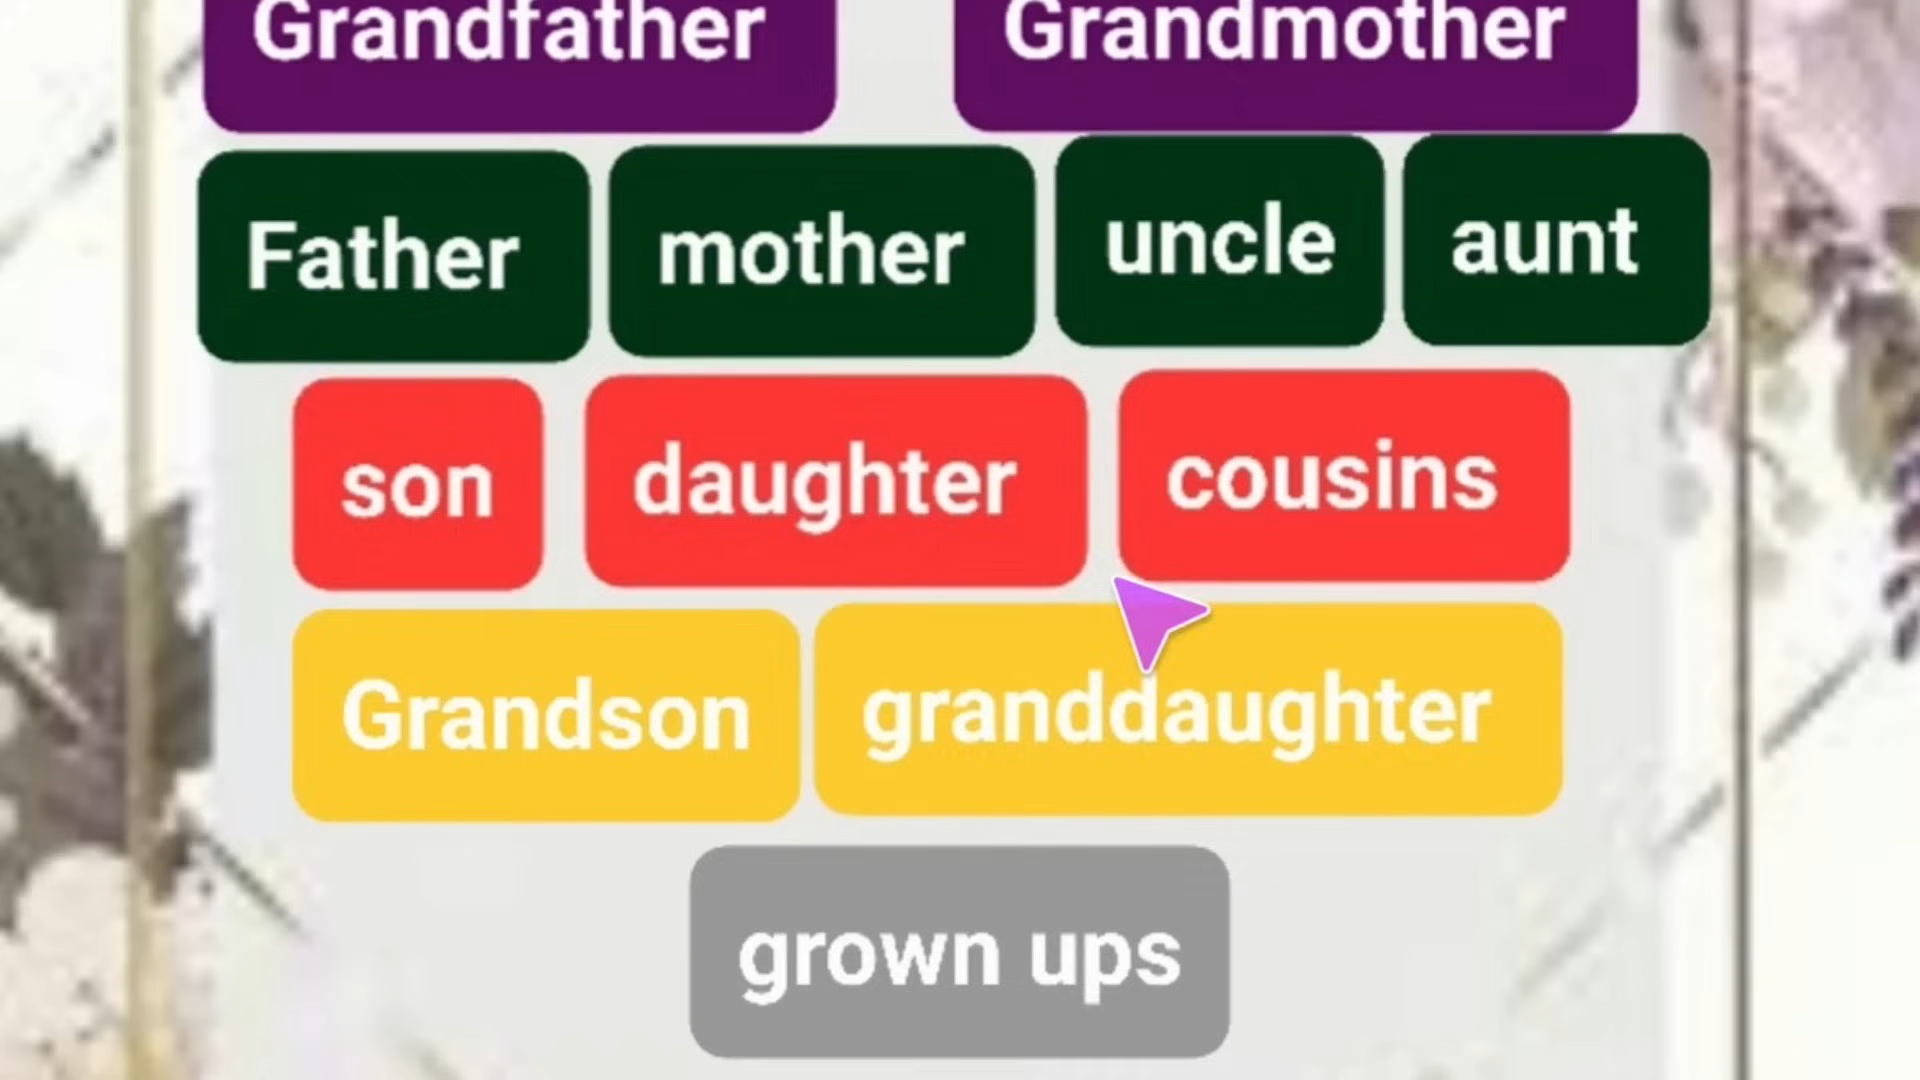 Grandfather Grandmother
Father mother uncle aunt
son daughter cousins
Grandson granddaughter
grown ups